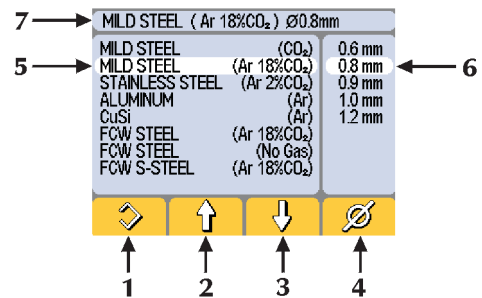 7 MILD STEEL ( Ar 18%CO₂ ) Ø0.8mm
MILD STEEL (CO₂) 0.6 mm
5 MILD STEEL (Ar 18%CO₂) 0.8 mm 6
STAINLESS STEEL (Ar 2%CO₂) 0.9 mm
ALUMINUM (Ar) 1.0 mm
CuSi (Ar) 1.2 mm
FCW STEEL (Ar 18%CO₂)
FCW STEEL (No Gas)
FCW S-STEEL (Ar 18%CO₂)
Ø
1 2 3 4